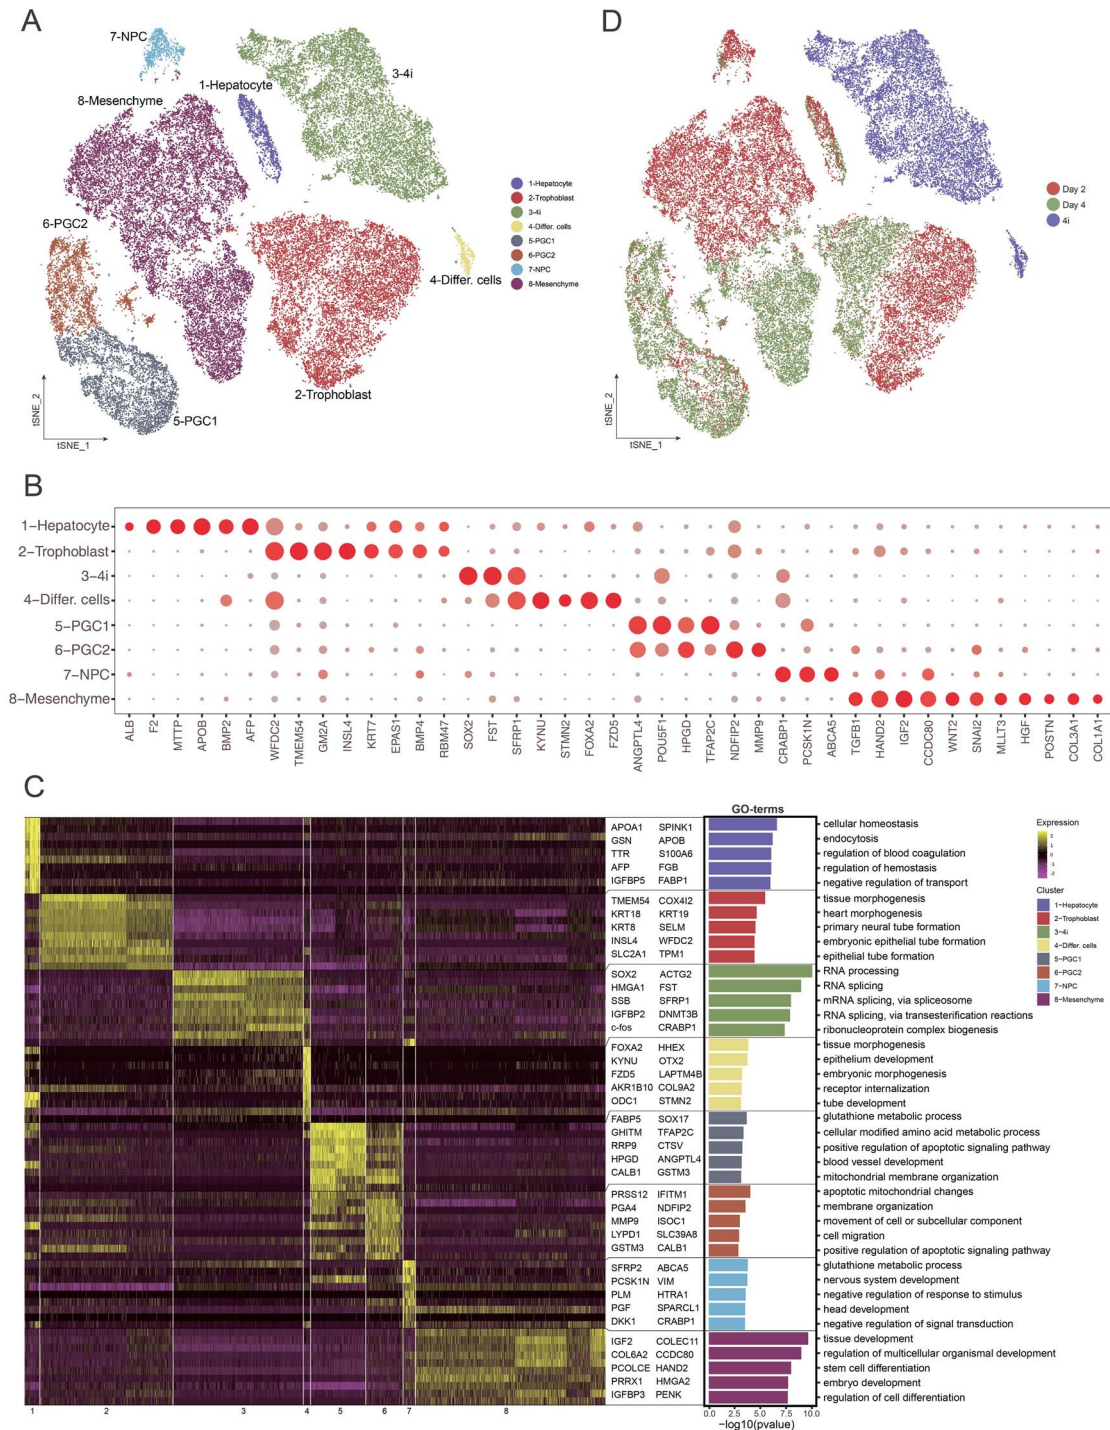 A
7-NPC
1-Hepatocyte
3-4i
8-Mesenchyme
6-PGC2
4-Differ. cells
2-Trophoblast
5-PGC1
tSNE_2
tSNE_1
1-Hepatocyte
2-Trophoblast
3-4i
4-Differ. cells
5-PGC1
6-PGC2
7-NPC
8-Mesenchyme
D
Day 2
Day 4
4i
tSNE_2
tSNE_1
B
1-Hepatocyte
2-Trophoblast
3-4i
4-Differ. cells
5-PGC1
6-PGC2
7-NPC
8-Mesenchyme
ALB
F2
MTTP
APOB
BMP2
AFP
WFDC2
TMEM54
GM2A
INSL4
KRT7
EPAS1
BMP4
RBM47
SOX2
FST
SFRP1
KYNU
STMN2
FOXA2
FZD5
ANGPTL4
POU5F1
HPGD
TFAP2C
NDFIP2
MMP9
CRABP1
PCSK1N
ABCA5
TGFB1
HAND2
IGF2
CCDC80
WNT2
SNAI2
MLLT3
HGF
POSTN
COL3A1
COL1A1
C
GO-terms
APOA1 SPINK1
GSN APOB
TTR S100A6
AFP FGB
IGFBP5 FABP1
TMEM54 COX4I2
KRT18 KRT19
KRT8 SELM
INSL4 WFDC2
SLC2A1 TPM1
SOX2 ACTG2
HMGA1 FST
SSB SFRP1
IGFBP2 DNMT3B
c-fos CRABP1
FOXA2 HHEX
KYNU OTX2
FZD5 LAPTM4B
AKR1B10 COL9A2
ODC1 STMN2
FABP5 SOX17
GHITM TFAP2C
RRP9 CTSV
HPGD ANGPTL4
CALB1 GSTM3
PRSS12 IFITM1
PGA4 NDFIP2
MMP9 ISOC1
LYPD1 SLC39A8
GSTM3 CALB1
SFRP2 ABCA5
PCSK1N VIM
PLM HTRA1
PGF SPARCL1
DKK1 CRABP1
IGF2 COLEC11
COL6A2 CCDC80
PCOLCE HAND2
PRRX1 HMGA2
IGFBP3 PENK
cellular homeostasis
endocytosis
regulation of blood coagulation
regulation of hemostasis
negative regulation of transport
tissue morphogenesis
heart morphogenesis
primary neural tube formation
embryonic epithelial tube formation
epithelial tube formation
RNA processing
RNA splicing
mRNA splicing, via spliceosome
RNA splicing, via transesterification reactions
ribonucleoprotein complex biogenesis
tissue morphogenesis
epithelium development
embryonic morphogenesis
receptor internalization
tube development
glutathione metabolic process
cellular modified amino acid metabolic process
positive regulation of apoptotic signaling pathway
blood vessel development
mitochondrial membrane organization
apoptotic mitochondrial changes
membrane organization
movement of cell or subcellular component
cell migration
positive regulation of apoptotic signaling pathway
glutathione metabolic process
nervous system development
negative regulation of response to stimulus
head development
negative regulation of signal transduction
tissue development
regulation of multicellular organismal development
stem cell differentiation
embryo development
regulation of cell differentiation
Expression
2
1
0
-1
-2
Cluster
1-Hepatocyte
2-Trophoblast
3-4i
4-Differ. cells
5-PGC1
6-PGC2
7-NPC
8-Mesenchyme
1 2 3 4 5 6 7 8
0.0 2.5 5.0 7.5 10.0
-log10(pvalue)